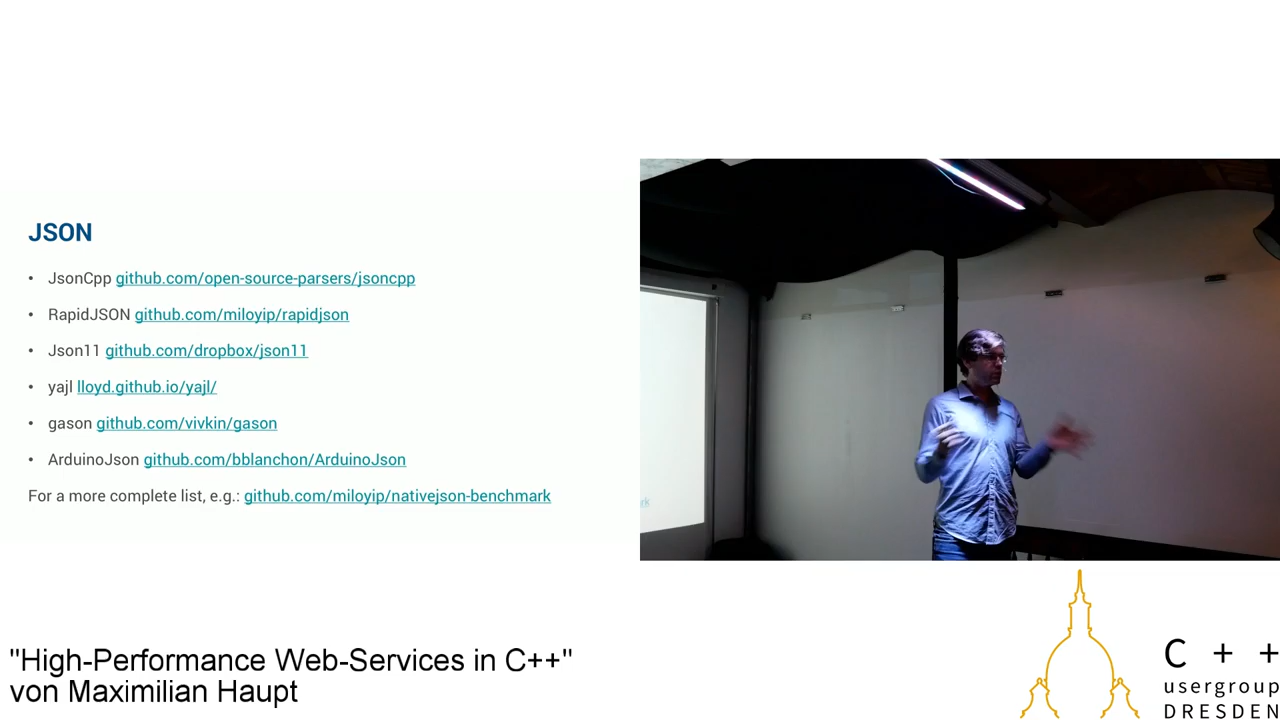 JSON
• JsonCpp github.com/open-source-parsers/jsoncpp
• RapidJSON github.com/miloyip/rapidjson
• Json11 github.com/dropbox/json11
• yajl lloyd.github.io/yajl/
• gason github.com/vivkin/gason
• ArduinoJson github.com/bblanchon/ArduinoJson
For a more complete list, e.g.: github.com/miloyip/nativejson-benchmark
"High-Performance Web-Services in C++"
von Maximilian Haupt
C + +
usergroup
DRESDEN